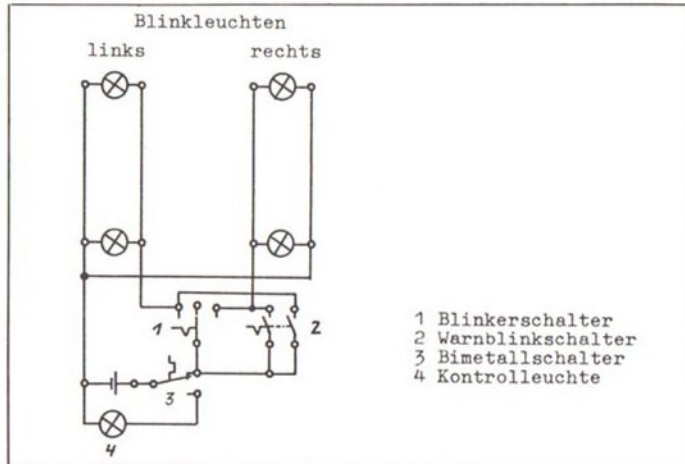 Blinkleuchten
links rechts
1 2
3
4
1 Blinkerschalter
2 Warnblinkschalter
3 Bimetallschalter
4 Kontrolleuchte